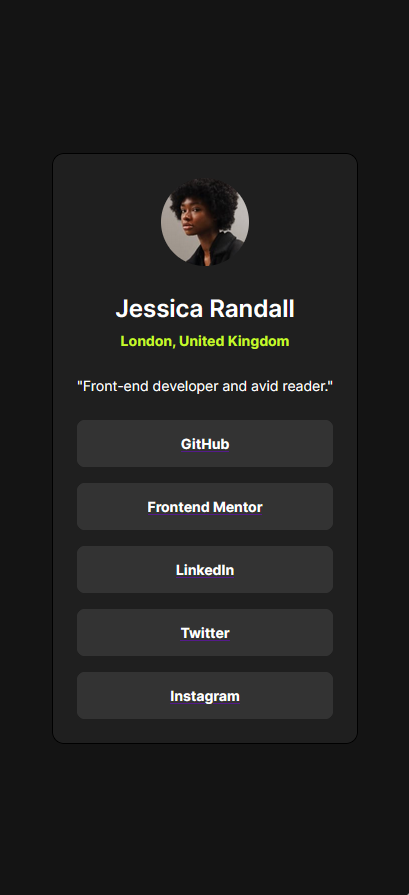 Jessica Randall
London, United Kingdom
"Front-end developer and avid reader."
GitHub
Frontend Mentor
LinkedIn
Twitter
Instagram